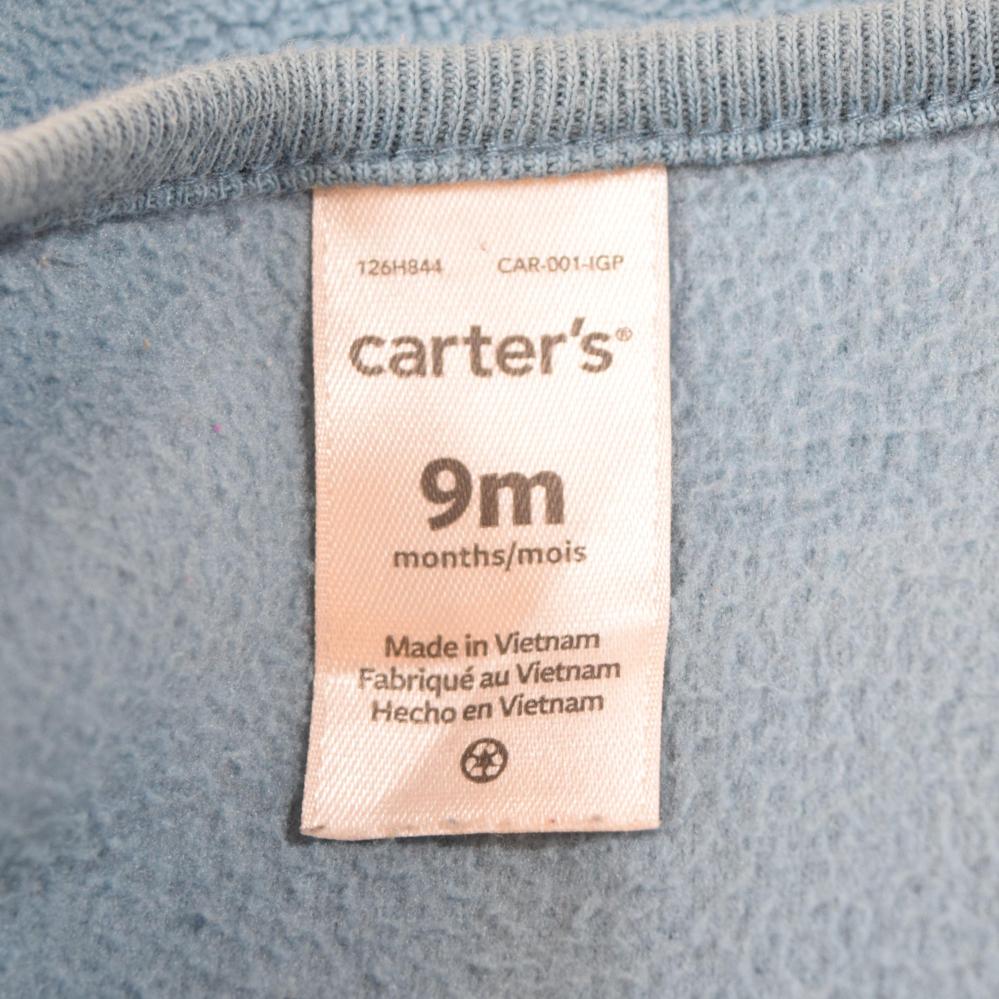 126H844 CAR-001-IGP
carter's®
9m
months/mois
Made in Vietnam
Fabriqué au Vietnam
Hecho en Vietnam